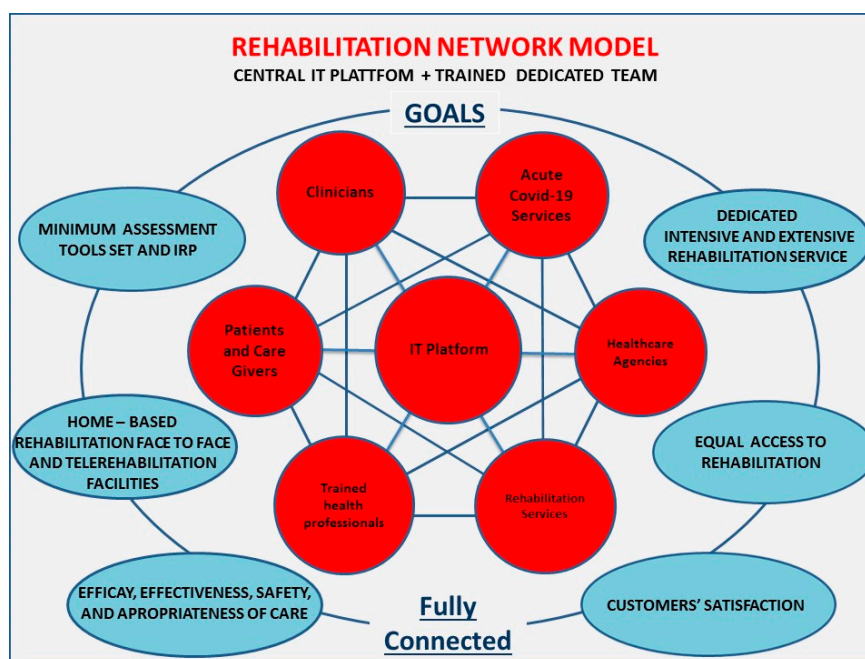 REHABILITATION NETWORK MODEL
CENTRAL IT PLATTFOM + TRAINED DEDICATED TEAM
GOALS
Clinicians
Acute
Covid-19
Services
MINIMUM ASSESSMENT
TOOLS SET AND IRP
DEDICATED
INTENSIVE AND EXTENSIVE
REHABILITATION SERVICE
Patients
and Care
Givers
IT Platform
Healthcare
Agencies
HOME – BASED
REHABILITATION FACE TO FACE
AND TELEREHABILITATION
FACILITIES
EQUAL ACCESS TO
REHABILITATION
Trained
health
professionals
Rehabilitation
Services
EFFICAY, EFFECTIVENESS, SAFETY,
AND APROPRIATENESS OF CARE
CUSTOMERS’ SATISFACTION
Fully
Connected